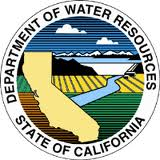 DEPARTMENT OF WATER RESOURCES
STATE OF CALIFORNIA